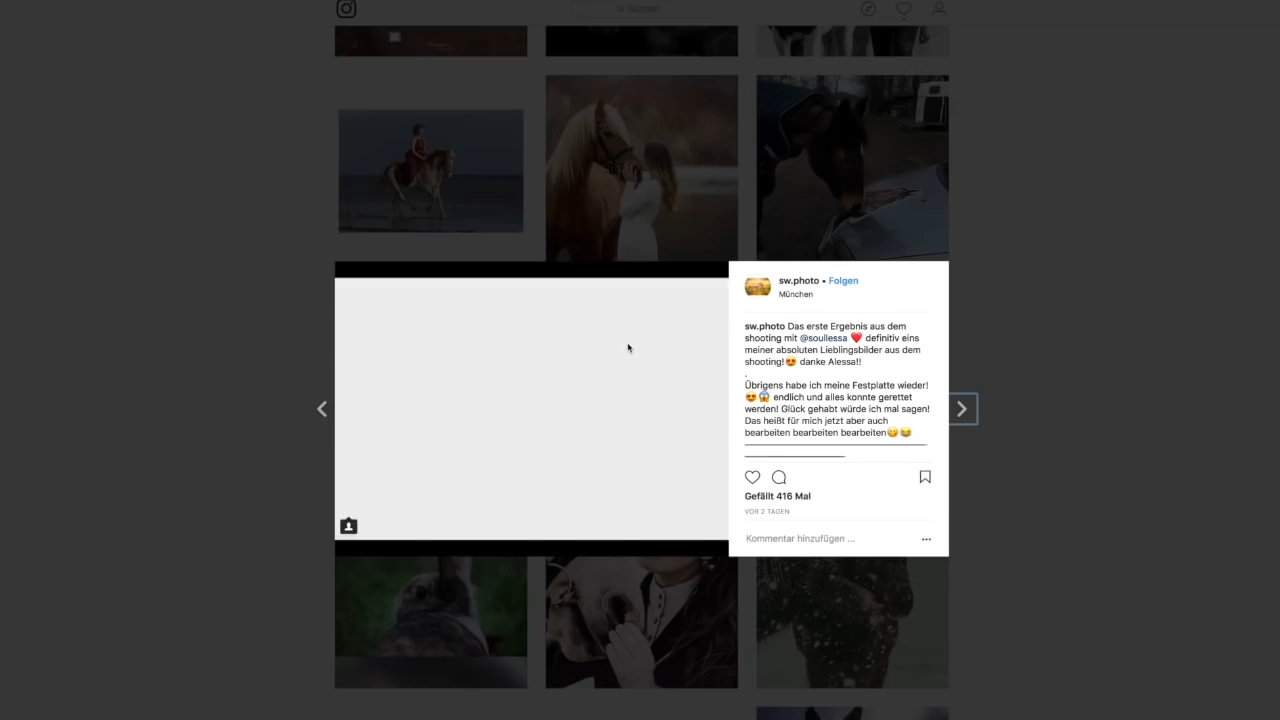 Suchen
sw.photo • Folgen
München
sw.photo Das erste Ergebnis aus dem
shooting mit @soullessa ❤️ definitiv eins
meiner absoluten Lieblingsbilder aus dem
shooting!😍 danke Alessa!!
.
Übrigens habe ich meine Festplatte wieder!
😍😱 endlich und alles konnte gerettet
werden! Glück gehabt würde ich mal sagen!
Das heißt für mich jetzt aber auch
bearbeiten bearbeiten bearbeiten😋😂
Gefällt 416 Mal
VOR 2 TAGEN
Kommentar hinzufügen ...